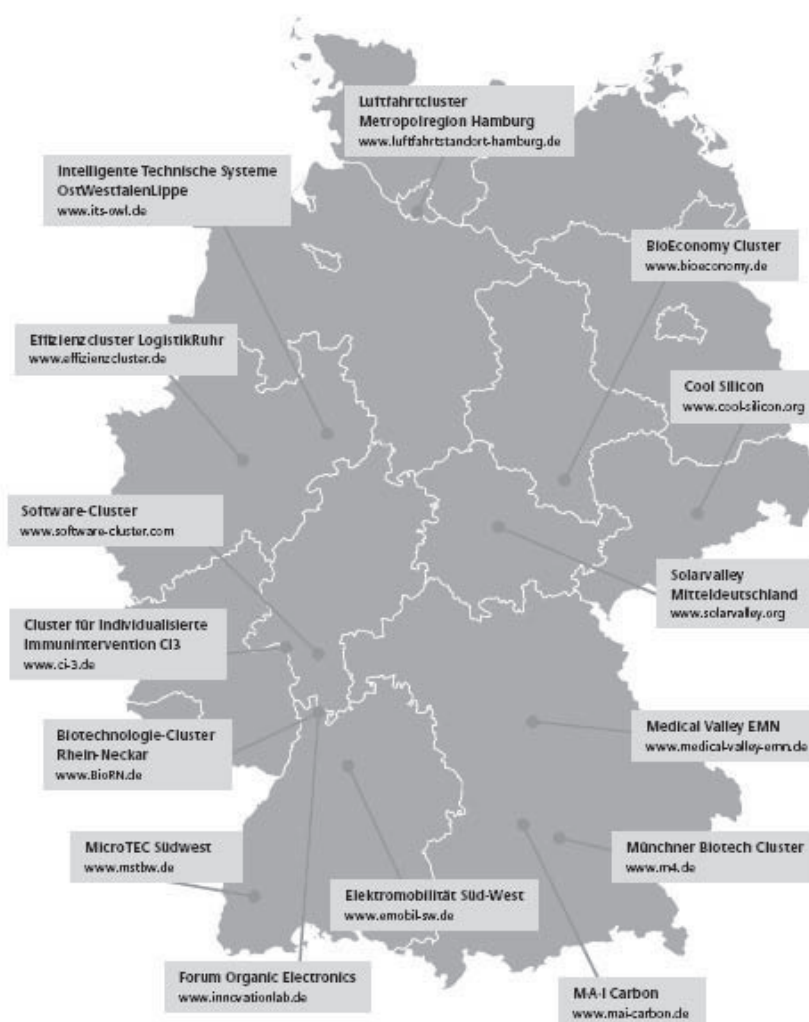 Luftfahrtcluster
Metropolregion Hamburg
www.luftfahrtstandort-hamburg.de
Intelligente Technische Systeme
OstWestfalenLippe
www.its-owl.de
BioEconomy Cluster
www.bioeconomy.de
Effizienzcluster LogistikRuhr
www.effizienzcluster.de
Cool Silicon
www.cool-silicon.org
Software-Cluster
www.software-cluster.com
Solarvalley
Mitteldeutschland
www.solarvalley.org
Cluster für Individualisierte
Immunintervention CI3
www.ci-3.de
Medical Valley EMN
www.medical-valley-emn.de
Biotechnologie-Cluster
Rhein-Neckar
www.BioRN.de
MicroTEC Südwest
www.mstbw.de
Münchner Biotech Cluster
www.m4.de
Elektromobilität Süd-West
www.emobil-sw.de
Forum Organic Electronics
www.innovationlab.de
M·A·I Carbon
www.mai-carbon.de